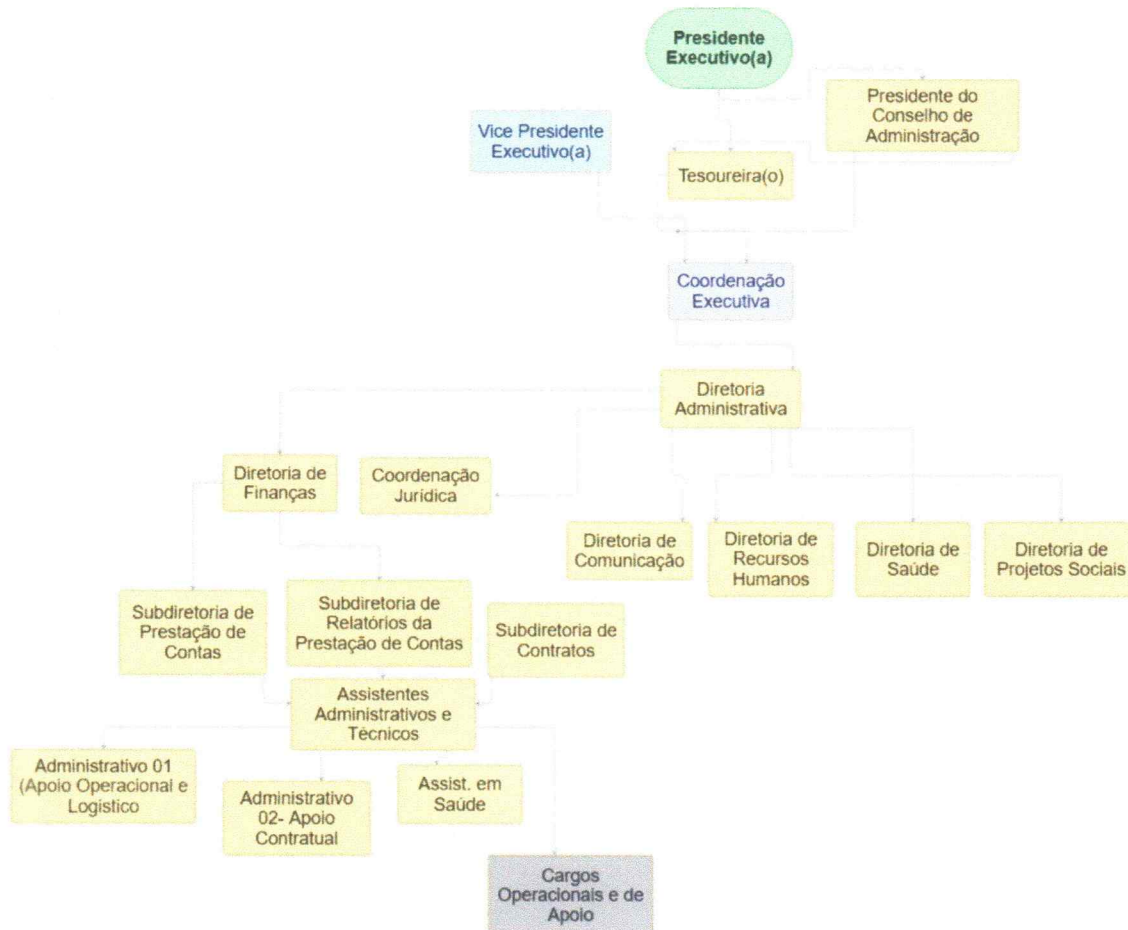 Presidente
Executivo(a)
Presidente do
Conselho de
Administração
Vice Presidente
Executivo(a)
Tesoureira(o)
Coordenação
Executiva
Diretoria
Administrativa
Diretoria de
Finanças
Coordenação
Jurídica
Diretoria de
Comunicação
Diretoria de
Recursos
Humanos
Diretoria de
Saúde
Diretoria de
Projetos Sociais
Subdiretoria de
Prestação de
Contas
Subdiretoria de
Relatórios da
Prestação de Contas
Subdiretoria de
Contratos
Assistentes
Administrativos e
Técnicos
Administrativo 01
(Apoio Operacional e
Logístico
Administrativo
02- Apoio
Contratual
Assist. em
Saúde
Cargos
Operacionais e de
Apoio